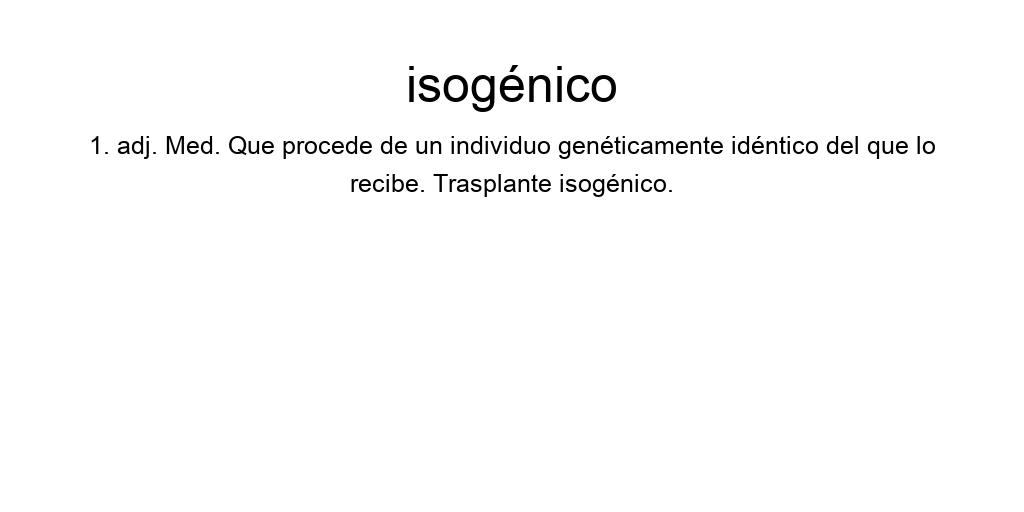 isogénico
1. adj. Med. Que procede de un individuo genéticamente idéntico del que lo
recibe. Trasplante isogénico.